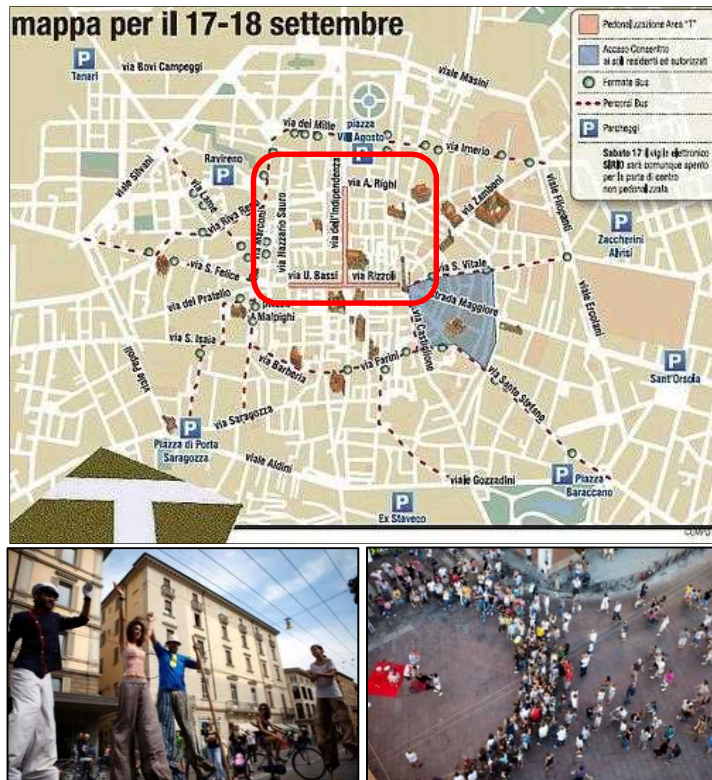 mappa per il 17-18 settembre
P
Tanari
via Bovi Campeggi
viale Masini
via dei Mille
piazza
P
via Irnerio
Ravireno
P
viale Silvani
via Lame
via Riva Reno
via Marconi
via Nazzario Sauro
via dell'Indipendenza
via A. Righi
via Zamboni
viale Filopanti
P
Zaccherini
Alvisi
via S. Felice
via U. Bassi
via Rizzoli
via S. Vitale
via del Pratello
Malpighi
via Castiglione
strada Maggiore
viale Ercolani
via S. Isaia
via Barberia
via Farini
via Santo Stefano
P
Sant'Orsola
viale Pepoli
via Saragozza
P
Piazza di Porta
Saragozza
viale Aldini
viale Gozzadini
P
Piazza
Baraccano
P
Ex Staveco
Pedonalizzazione Area "T"
Accesso Consentito
ai soli residenti ed autorizzati
Fermate Bus
Percorsi Bus
P
Parcheggi
Sabato 17 il vigile elettronico
SIRIO sarà comunque spento
per la parte di centro
non pedonalizzata